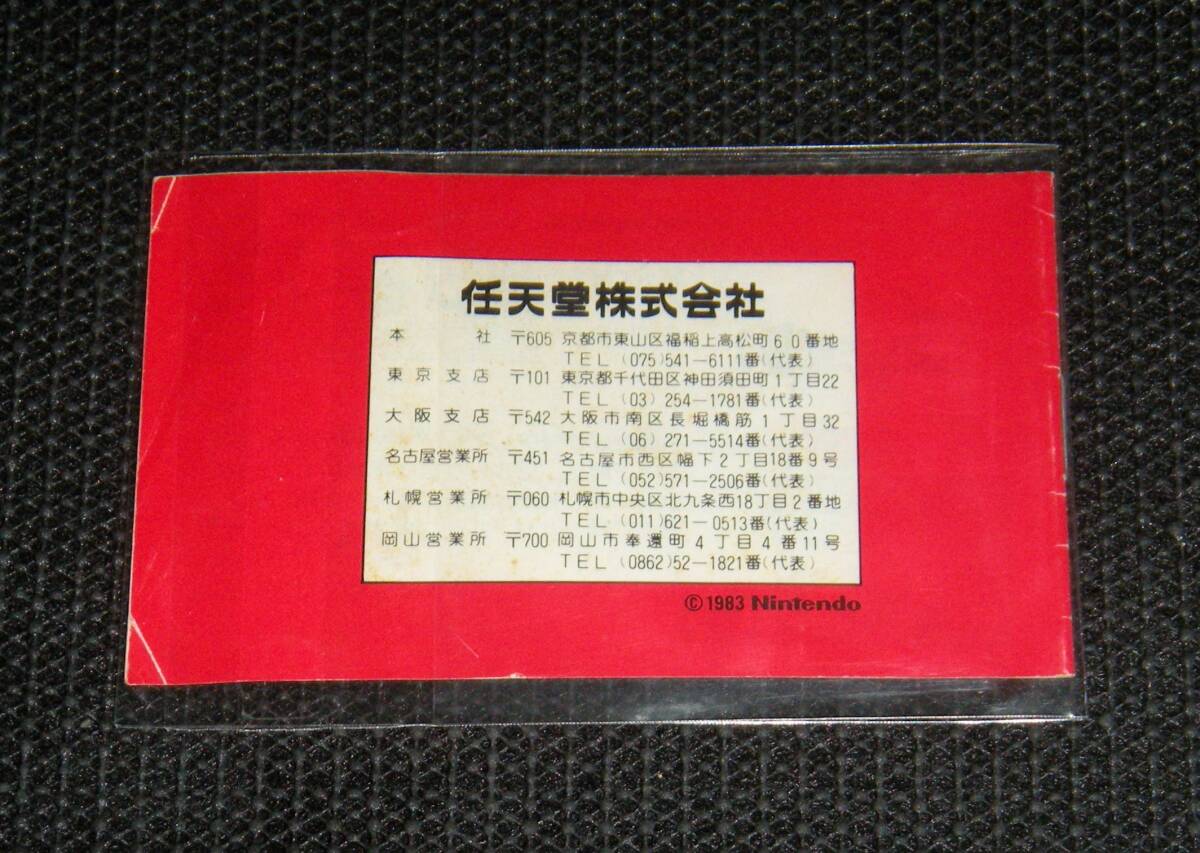 任天堂株式会社
本社 〒605 京都市東山区福稲上高松町60番地
TEL (075)541-6111番(代表)
東京支店 〒101 東京都千代田区神田須田町1丁目22
TEL (03) 254-1781番(代表)
大阪支店 〒542 大阪市南区長堀橋筋1丁目32
TEL (06) 271-5514番(代表)
名古屋営業所 〒451 名古屋市西区幅下2丁目18番9号
TEL (052)571-2506番(代表)
札幌営業所 〒060 札幌市中央区北九条西18丁目2番地
TEL (011)621-0513番(代表)
岡山営業所 〒700 岡山市奉還町4丁目4番11号
TEL (0862)52-1821番(代表)
©1983 Nintendo